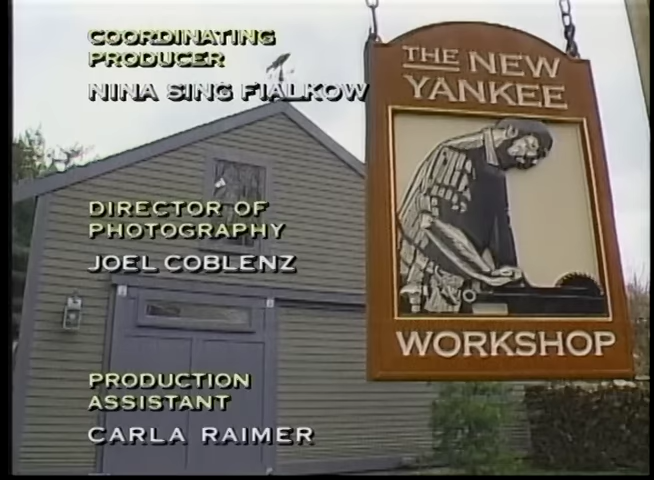 COORDINATING
PRODUCER
NINA SING FIALKOW
DIRECTOR OF
PHOTOGRAPHY
JOEL COBLENZ
PRODUCTION
ASSISTANT
CARLA RAIMER
THE NEW
YANKEE
WORKSHOP